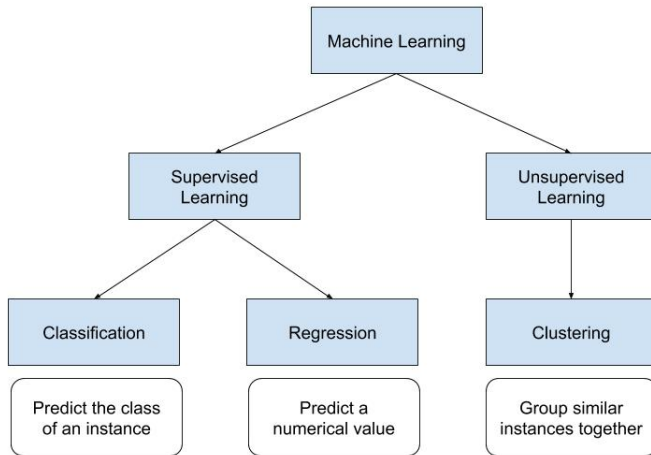 Machine Learning
Supervised
Learning
Unsupervised
Learning
Classification
Regression
Clustering
Predict the class
of an instance
Predict a
numerical value
Group similar
instances together